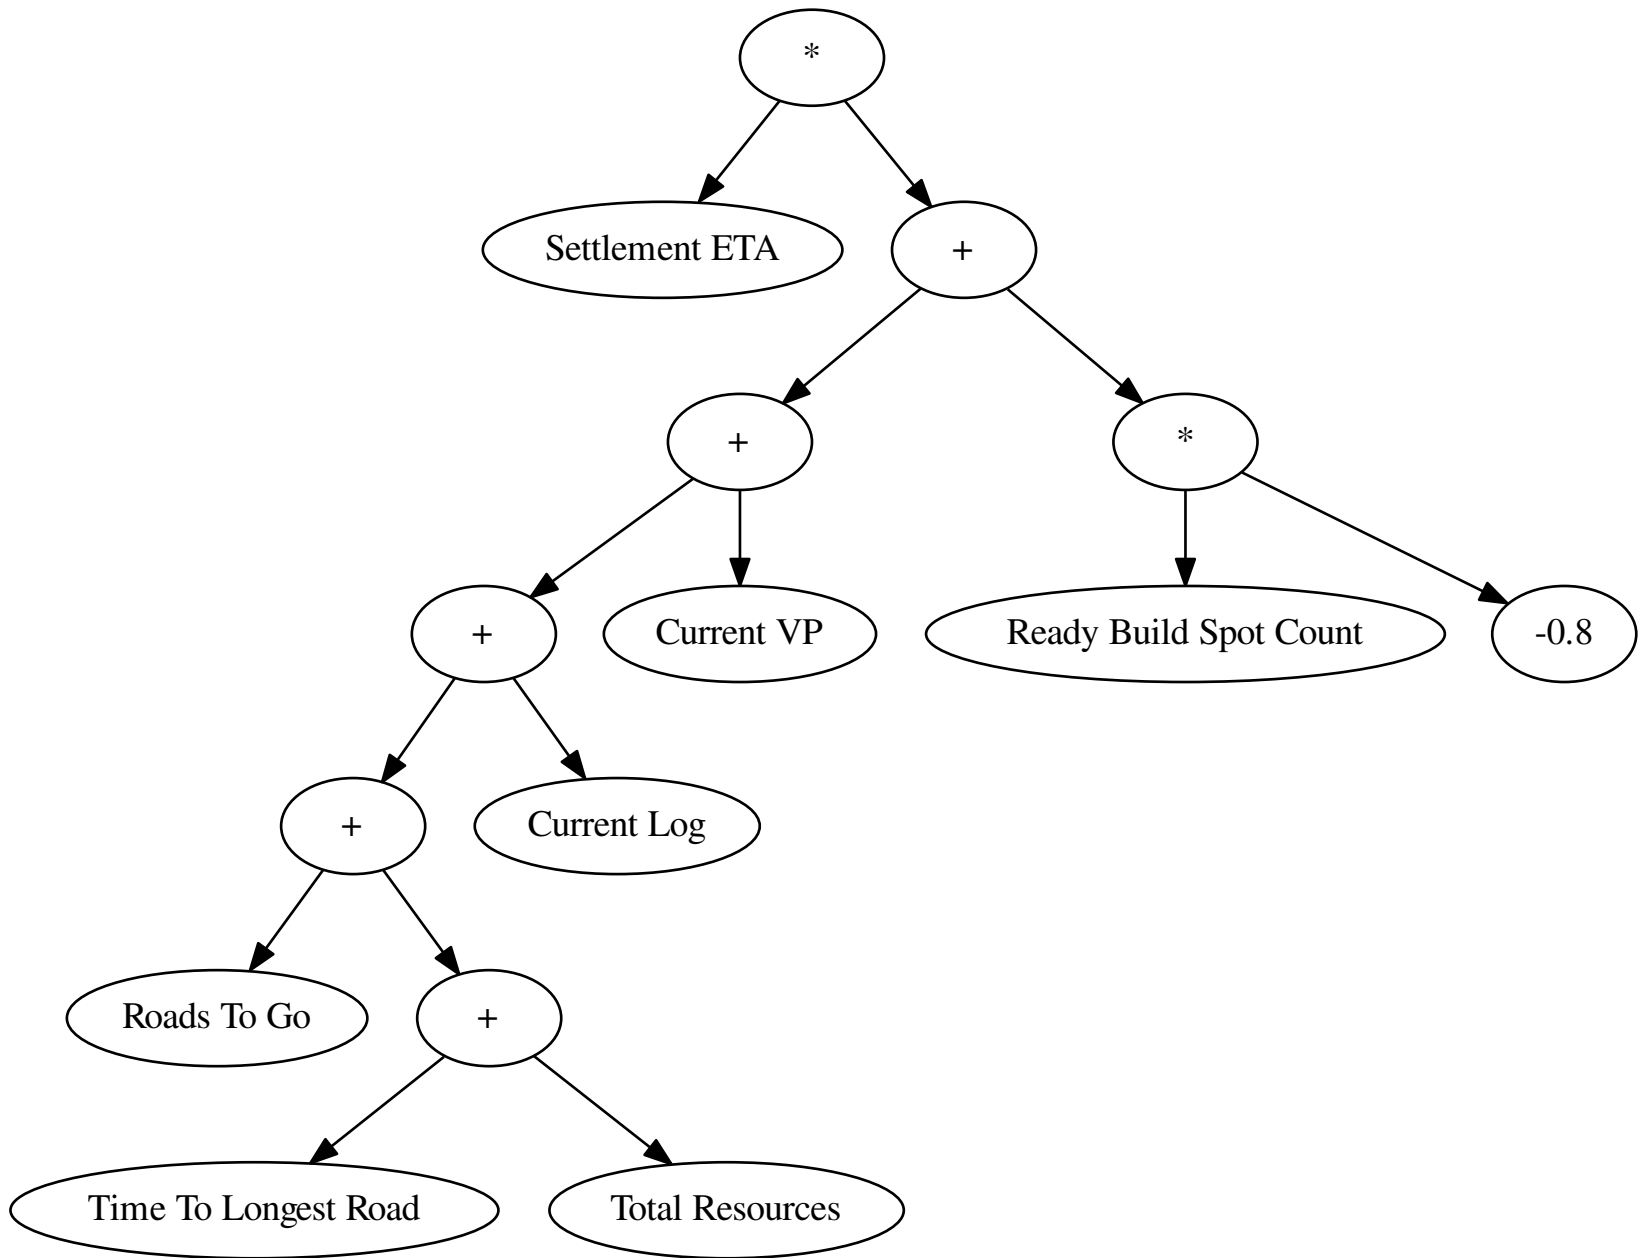 *
Settlement ETA
+
+
*
+
Current VP
Ready Build Spot Count
-0.8
+
Current Log
Roads To Go
+
Time To Longest Road
Total Resources